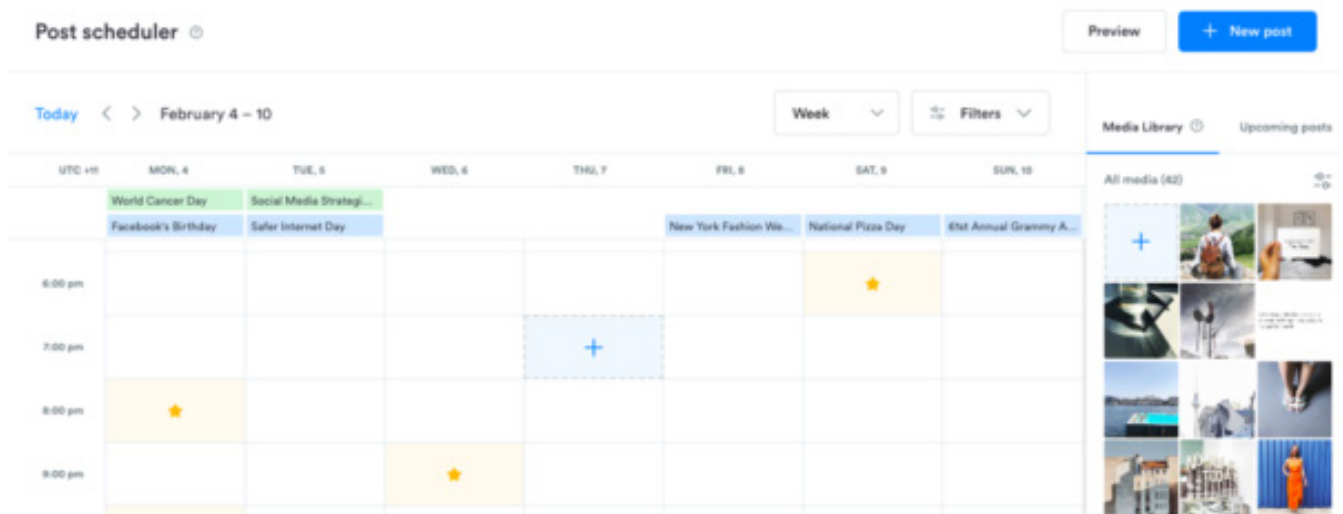 Post scheduler
Preview
+ New post
Today < > February 4 – 10
Week
Filters
Media Library
Upcoming posts
UTC +11 MON, 4 TUE, 5 WED, 6 THU, 7 FRI, 8 SAT, 9 SUN, 10
All media (62)
World Cancer Day Social Media Strategi...
Facebook's Birthday Safer Internet Day New York Fashion We... National Pizza Day 61st Annual Grammy A...
6:00 pm
7:00 pm
8:00 pm
9:00 pm